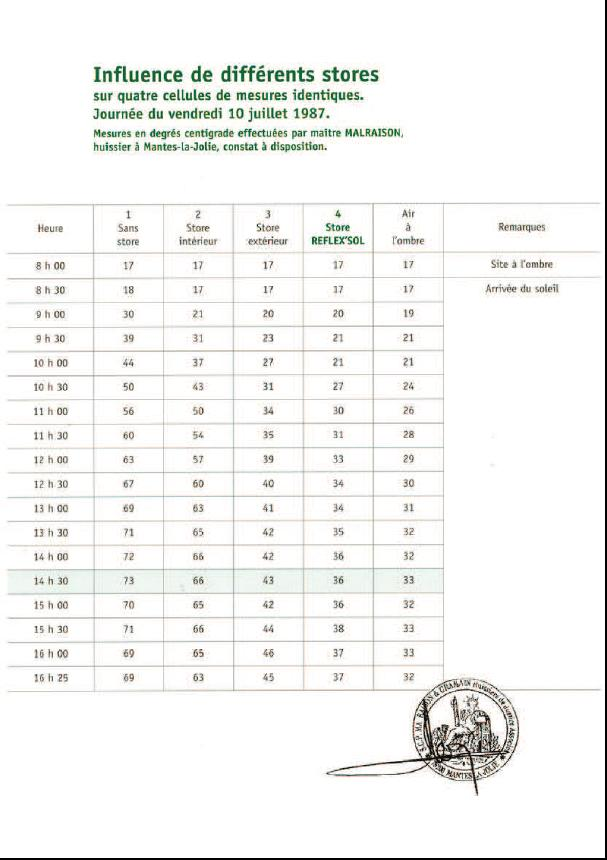 Influence de différents stores
sur quatre cellules de mesures identiques.
Journée du vendredi 10 juillet 1987.
Mesures en degrés centigrade effectuées par maître MALRAISON,
huissier à Mantes-la-Jolie, constat à disposition.
Heure 1 Sans store 2 Store intérieur 3 Store extérieur 4 Store REFLEX'SOL Air à l'ombre Remarques
8 h 00 17 17 17 17 17 Site à l'ombre
8 h 30 18 17 17 17 17 Arrivée du soleil
9 h 00 30 21 20 20 19
9 h 30 39 31 23 21 21
10 h 00 44 37 27 21 21
10 h 30 50 43 31 27 24
11 h 00 56 50 34 30 26
11 h 30 60 54 35 31 28
12 h 00 63 57 39 33 29
12 h 30 67 60 40 34 30
13 h 00 69 63 41 34 31
13 h 30 71 65 42 35 32
14 h 00 72 66 42 36 32
14 h 30 73 66 43 36 33
15 h 00 70 65 42 36 32
15 h 30 71 66 44 38 33
16 h 00 69 65 46 37 33
16 h 25 69 63 45 37 32
MANTES LA JOLIE